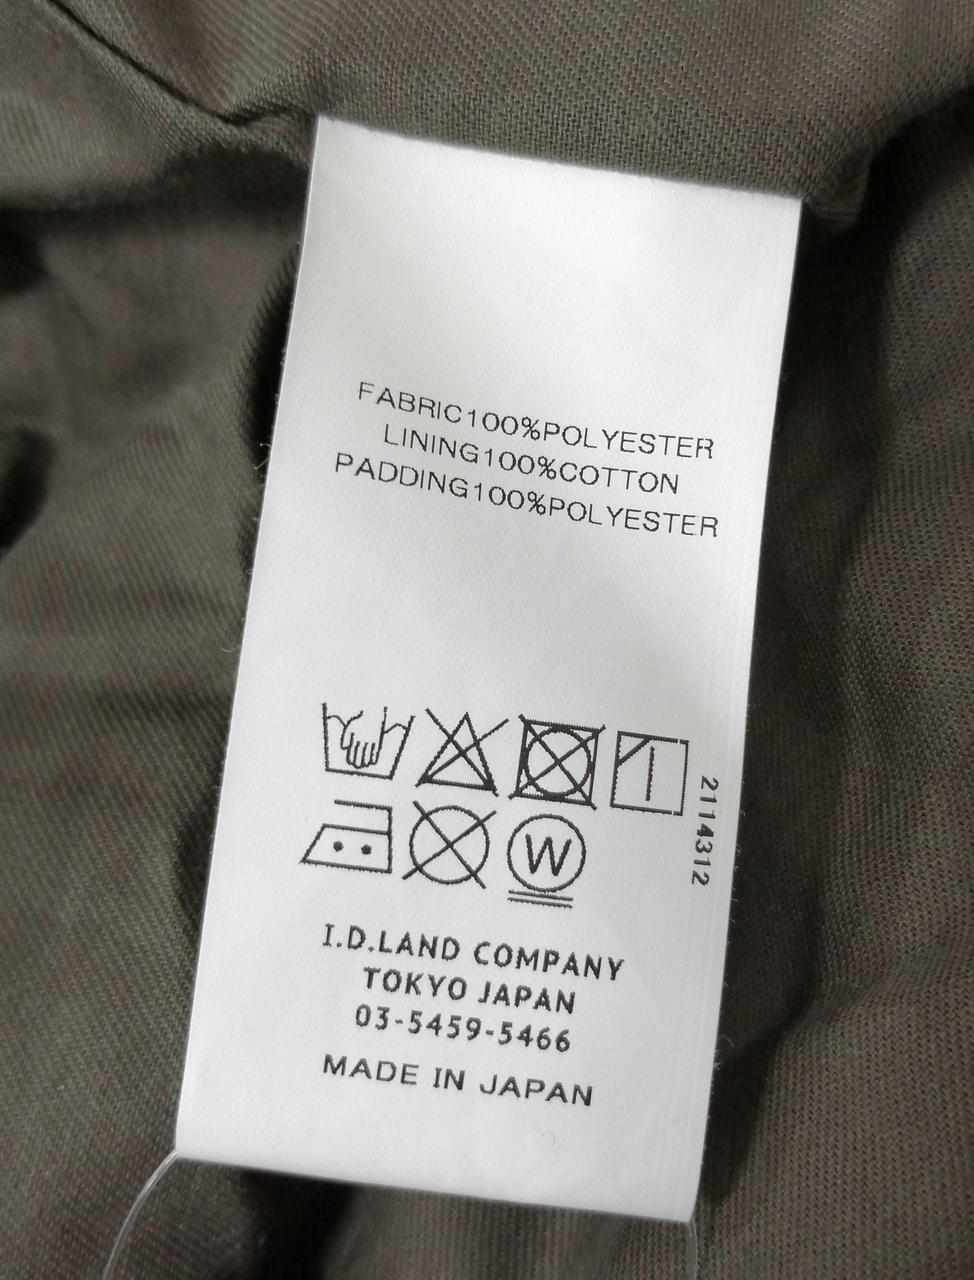 FABRIC100%POLYESTER
LINING100%COTTON
PADDING100%POLYESTER
W
2114312
I.D.LAND COMPANY
TOKYO JAPAN
03-5459-5466
MADE IN JAPAN